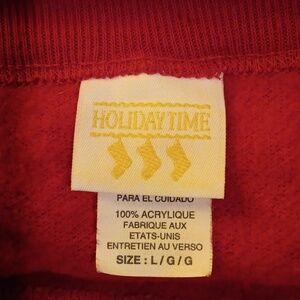 HOLIDAY TIME
PARA EL CUIDADO
100% ACRYLIQUE
FABRIQUE AUX
ETATS-UNIS
ENTRETIEN AU VERSO
SIZE : L / G / G